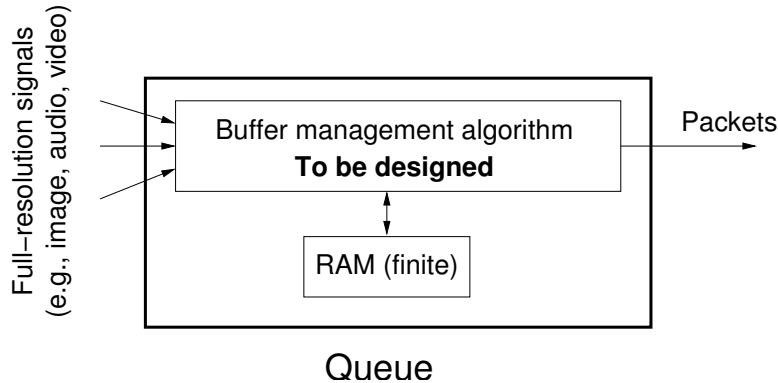 Full−resolution signals
(e.g., image, audio, video)
Buffer management algorithm
To be designed
RAM (finite)
Packets
Queue